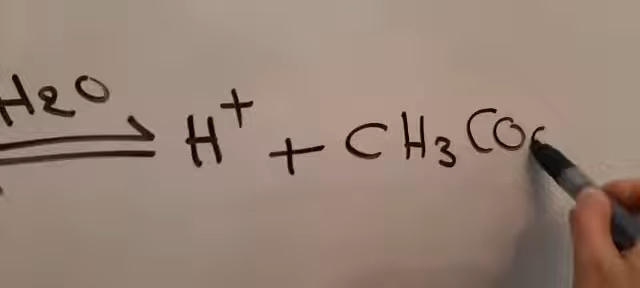 H2O
⇌ H⁺ + CH3CO